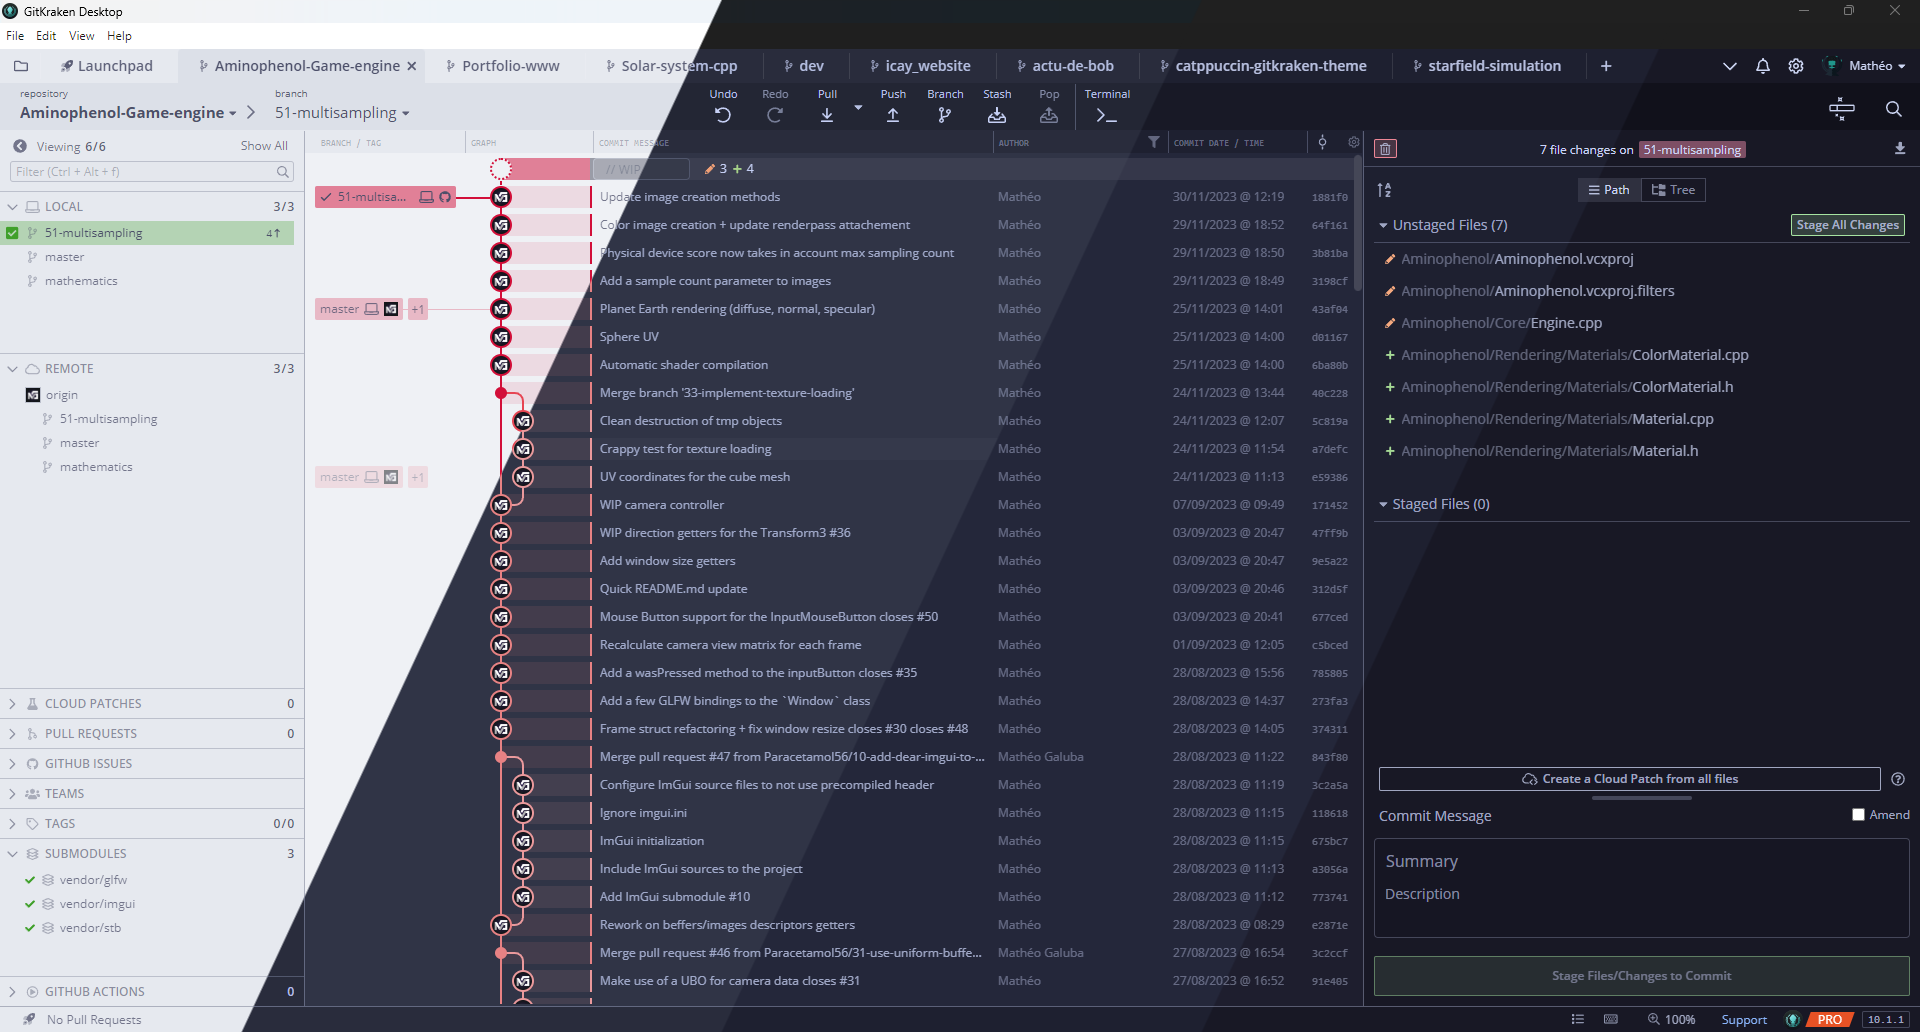 GitKraken Desktop
File Edit View Help
Launchpad
Aminophenol-Game-engine
Portfolio-www
Solar-system-cpp
dev
icay_website
actu-de-bob
catppuccin-gitkraken-theme
starfield-simulation
Mathéo
repository
Aminophenol-Game-engine
branch
51-multisampling
Undo Redo Pull Push Branch Stash Pop Terminal
Viewing 6/6 Show All
Filter (Ctrl + Alt + f)
LOCAL 3/3
51-multisampling 4↑
master
mathematics
REMOTE 3/3
origin
51-multisampling
master
mathematics
CLOUD PATCHES 0
PULL REQUESTS 0
GITHUB ISSUES
TEAMS
TAGS 0/0
SUBMODULES 3
vendor/glfw
vendor/imgui
vendor/stb
GITHUB ACTIONS 0
No Pull Requests
BRANCH / TAG GRAPH COMMIT MESSAGE AUTHOR COMMIT DATE / TIME
// WIP 3 + 4
51-multisa... Update image creation methods Mathéo 30/11/2023 @ 12:19 1881f0
Color image creation + update renderpass attachement Mathéo 29/11/2023 @ 18:52 64f161
Physical device score now takes in account max sampling count Mathéo 29/11/2023 @ 18:50 3b81ba
Add a sample count parameter to images Mathéo 29/11/2023 @ 18:49 3198cf
master +1 Planet Earth rendering (diffuse, normal, specular) Mathéo 25/11/2023 @ 14:01 43af04
Sphere UV Mathéo 25/11/2023 @ 14:00 d01167
Automatic shader compilation Mathéo 25/11/2023 @ 14:00 6ba80b
Merge branch '33-implement-texture-loading' Mathéo 24/11/2023 @ 13:44 40c228
Clean destruction of tmp objects Mathéo 24/11/2023 @ 12:07 5c819a
Crappy test for texture loading Mathéo 24/11/2023 @ 11:54 a7defc
master +1 UV coordinates for the cube mesh Mathéo 24/11/2023 @ 11:13 e59386
WIP camera controller Mathéo 07/09/2023 @ 09:49 171452
WIP direction getters for the Transform3 #36 Mathéo 03/09/2023 @ 20:47 47ff9b
Add window size getters Mathéo 03/09/2023 @ 20:47 9e5a22
Quick README.md update Mathéo 03/09/2023 @ 20:46 312d5f
Mouse Button support for the InputMouseButton closes #50 Mathéo 03/09/2023 @ 20:41 677ced
Recalculate camera view matrix for each frame Mathéo 01/09/2023 @ 12:05 c5bced
Add a wasPressed method to the inputButton closes #35 Mathéo 28/08/2023 @ 15:56 785805
Add a few GLFW bindings to the `Window` class Mathéo 28/08/2023 @ 14:37 273fa3
Frame struct refactoring + fix window resize closes #30 closes #48 Mathéo 28/08/2023 @ 14:05 374311
Merge pull request #47 from Paracetamol56/10-add-dear-imgui-to-... Mathéo Galuba 28/08/2023 @ 11:22 843f80
Configure ImGui source files to not use precompiled header Mathéo 28/08/2023 @ 11:19 3c2a5a
Ignore imgui.ini Mathéo 28/08/2023 @ 11:15 118618
ImGui initialization Mathéo 28/08/2023 @ 11:15 675bc7
Include ImGui sources to the project Mathéo 28/08/2023 @ 11:13 a3056a
Add ImGui submodule #10 Mathéo 28/08/2023 @ 11:12 773741
Rework on beffers/images descriptors getters Mathéo 28/08/2023 @ 08:29 e2871e
Merge pull request #46 from Paracetamol56/31-use-uniform-buffe... Mathéo Galuba 27/08/2023 @ 16:54 3c2ccf
Make use of a UBO for camera data closes #31 Mathéo 27/08/2023 @ 16:52 91e405
7 file changes on 51-multisampling
Path Tree
Unstaged Files (7) Stage All Changes
Aminophenol/Aminophenol.vcxproj
Aminophenol/Aminophenol.vcxproj.filters
Aminophenol/Core/Engine.cpp
+ Aminophenol/Rendering/Materials/ColorMaterial.cpp
+ Aminophenol/Rendering/Materials/ColorMaterial.h
+ Aminophenol/Rendering/Materials/Material.cpp
+ Aminophenol/Rendering/Materials/Material.h
Staged Files (0)
Create a Cloud Patch from all files
Commit Message Amend
Summary
Description
Stage Files/Changes to Commit
100% Support PRO 10.1.1